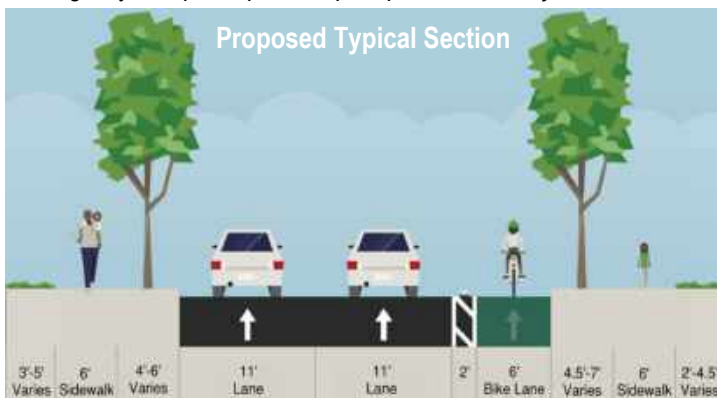 Proposed Typical Section
3'-5' 6' 4'-6' 11' 11' 2' 6' 4.5'-7' 6' 2'-4.5'
Varies Sidewalk Varies Lane Lane Bike Lane Varies Sidewalk Varies